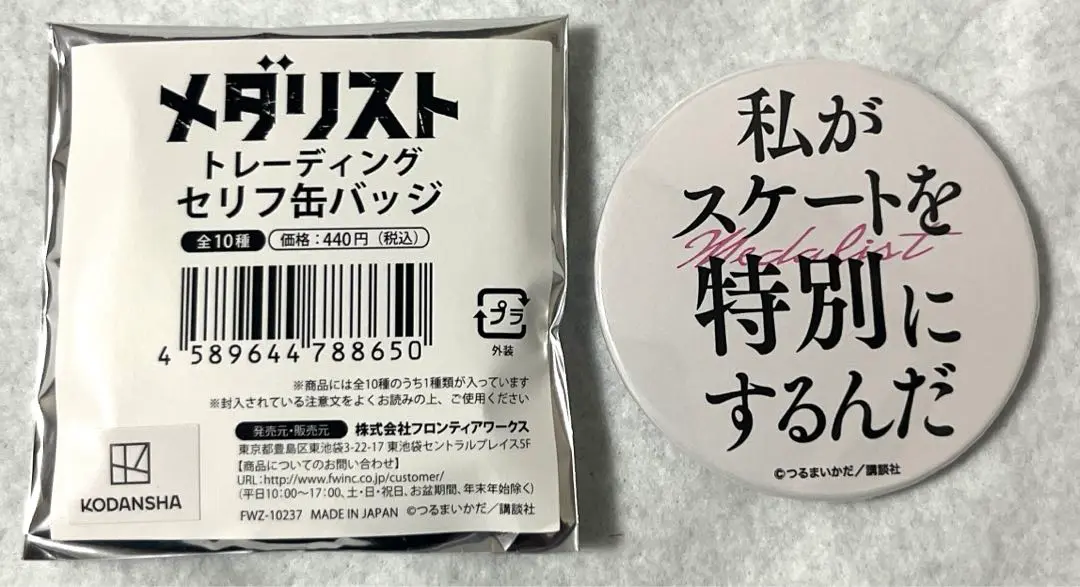 メダリスト
トレーディング
セリフ缶バッジ
全10種 価格：440円（税込）
4 589644 788650
プラ
外装
※商品には全10種のうち1種類が入っています
※封入されている注意文をよくお読みの上、ご使用ください
発売元・販売元 株式会社フロンティアワークス
東京都豊島区東池袋3-22-17 東池袋セントラルプレイス5F
【商品についてのお問い合わせ】
URL:http://www.fwinc.co.jp/customer/
(平日10:00～17:00、土・日・祝日、お盆期間、年末年始除く)
KODANSHA
FWZ-10237 MADE IN JAPAN ©つるまいかだ／講談社
私が
スケートを
Medalist
特別に
するんだ
©つるまいかだ／講談社